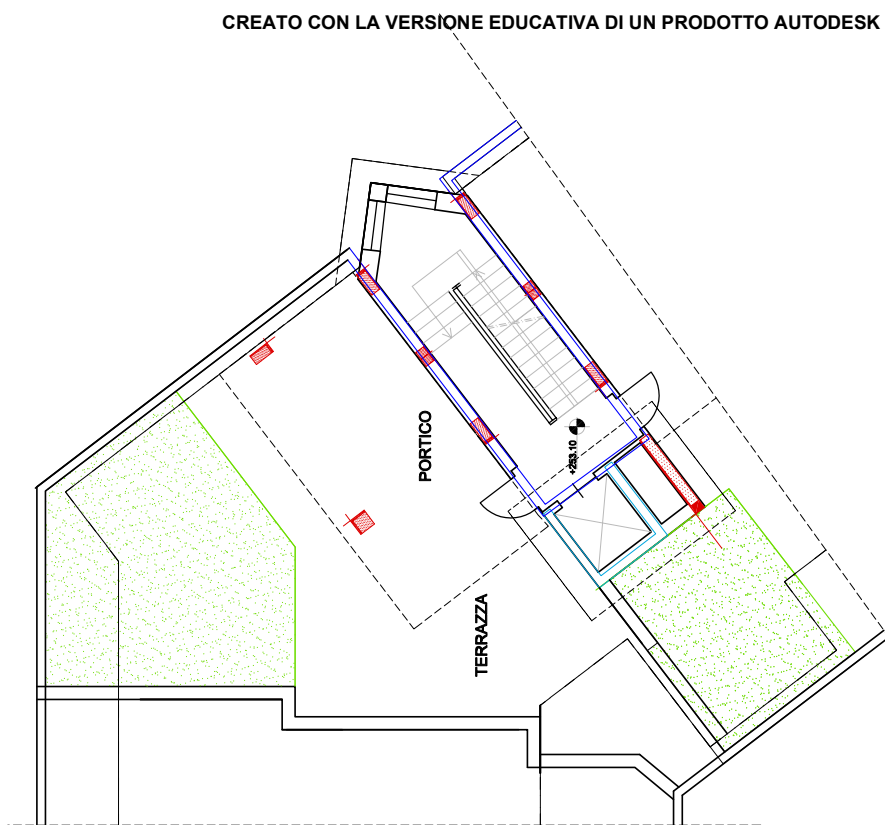 CREATO CON LA VERSIONE EDUCATIVA DI UN PRODOTTO AUTODESK
PORTICO
+253.10
TERRAZZA